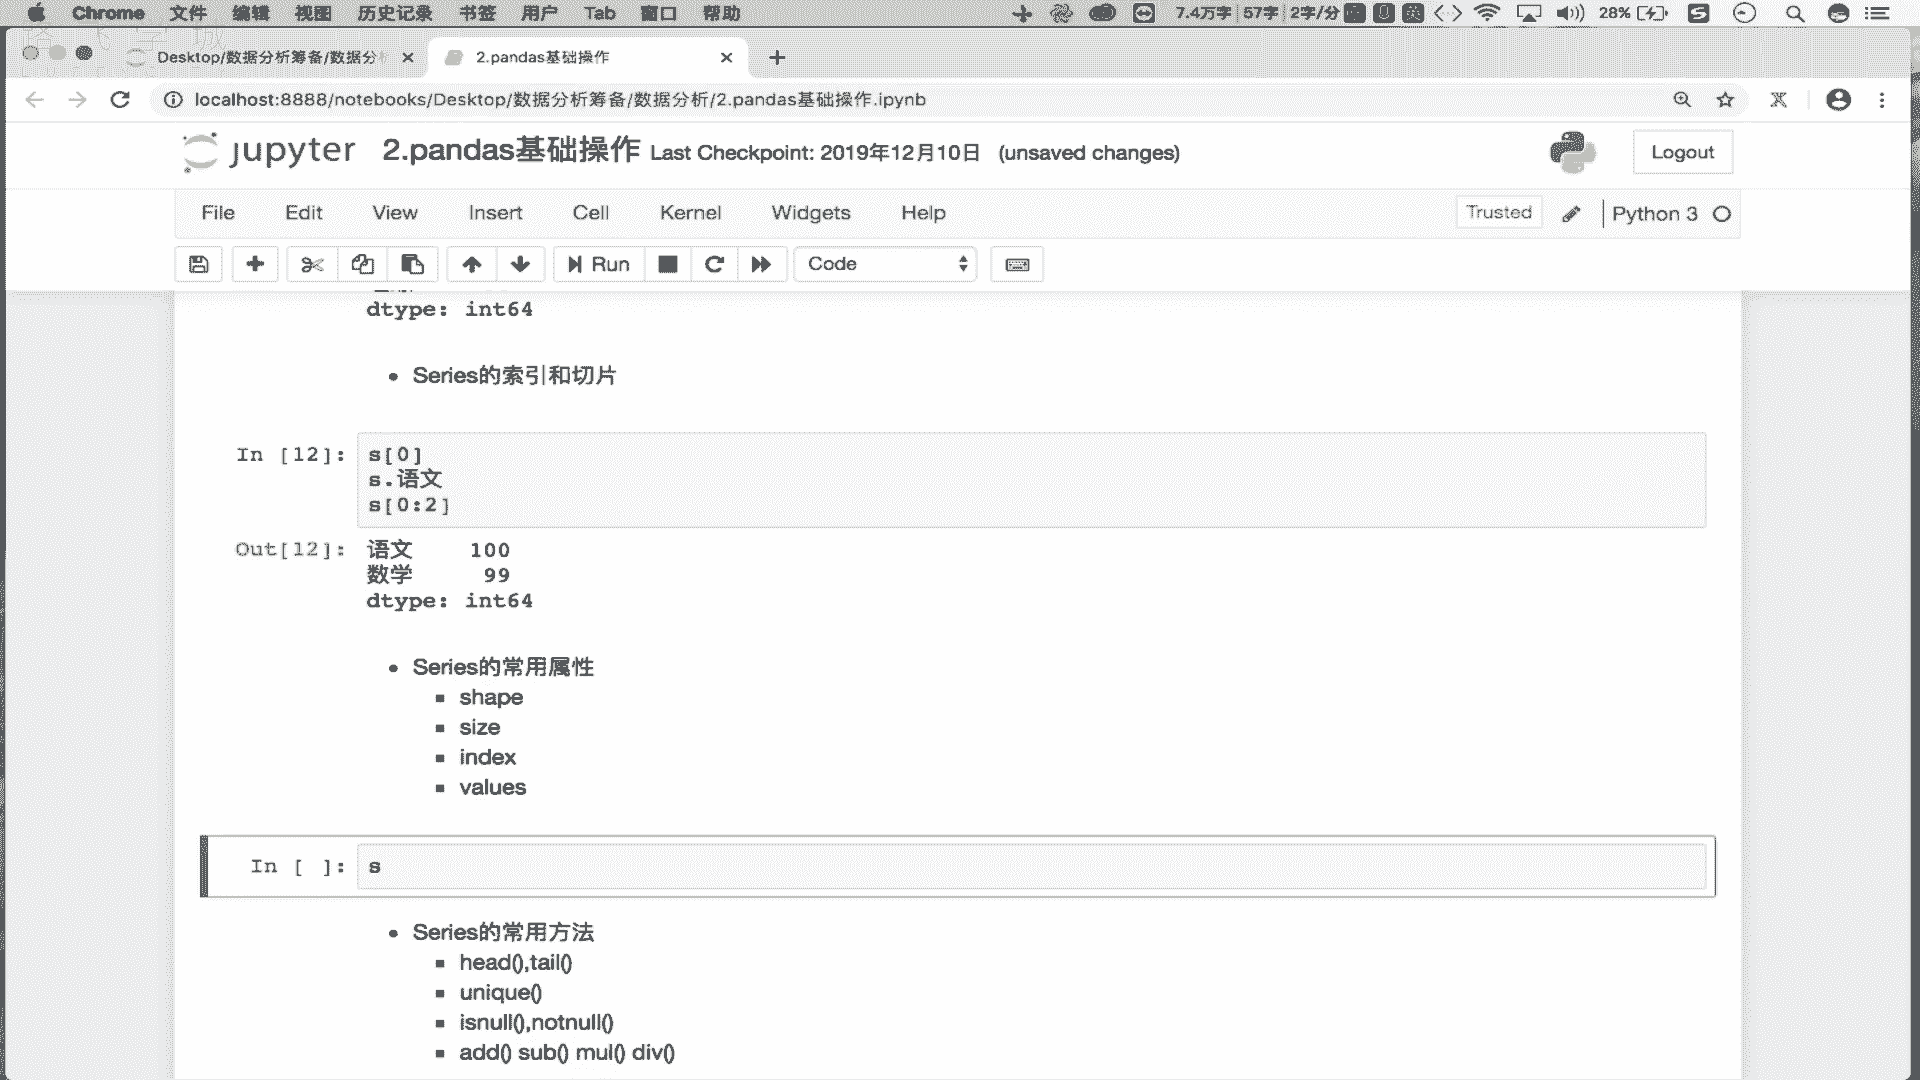 Chrome 文件 编辑 视图 历史记录 书签 用户 Tab 窗口 帮助 7.4万字 57字 2字/分 英 28%
Desktop/数据分析筹备/数据分 2.pandas基础操作
localhost:8888/notebooks/Desktop/数据分析筹备/数据分析/2.pandas基础操作.ipynb
jupyter 2.pandas基础操作 Last Checkpoint: 2019年12月10日 (unsaved changes) Logout
File Edit View Insert Cell Kernel Widgets Help Trusted Python 3
Run Code
dtype: int64
Series的索引和切片
In [12]: s[0]
s.语文
s[0:2]
Out[12]: 语文 100
数学 99
dtype: int64
Series的常用属性
shape
size
index
values
In [ ]: s
Series的常用方法
head(),tail()
unique()
isnull(),notnull()
add() sub() mul() div()